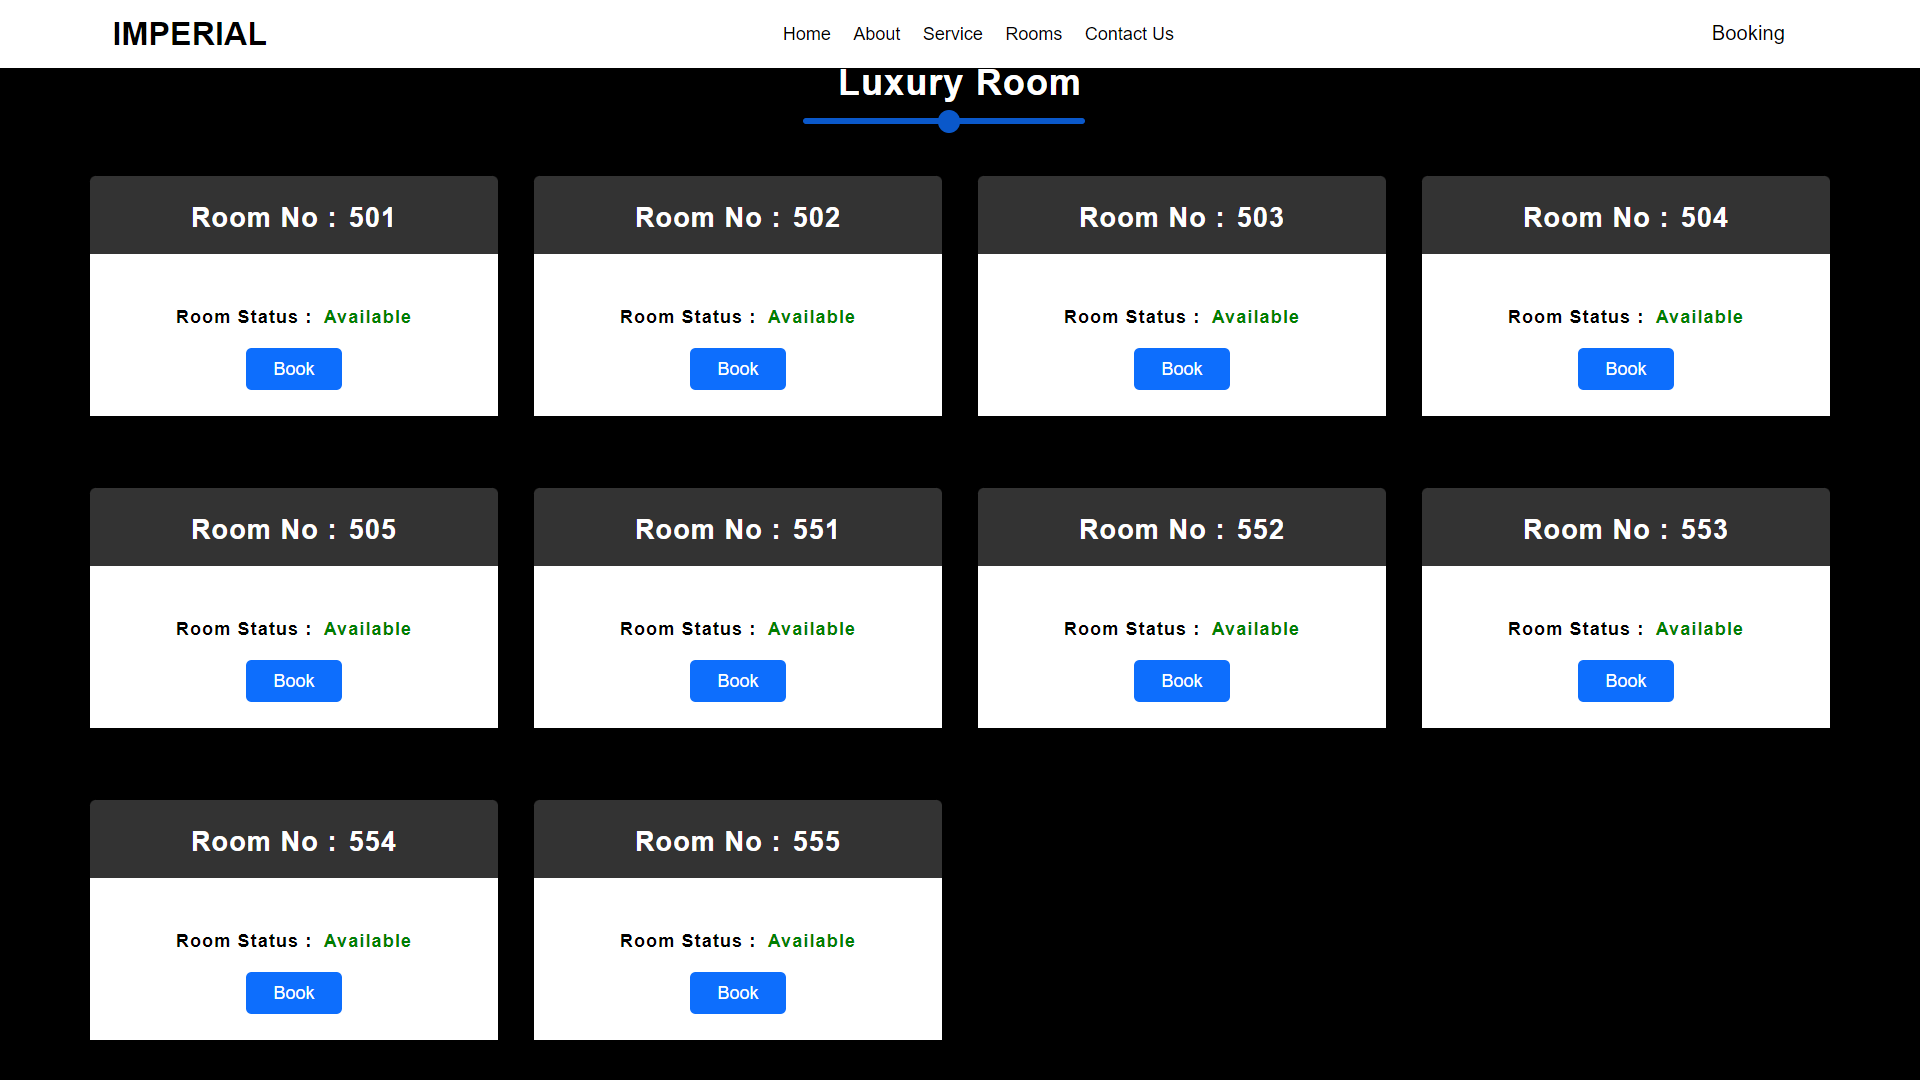 IMPERIAL Home About Service Rooms Contact Us Booking
Luxury Room
Room No : 501
Room Status : Available
Book
Room No : 502
Room Status : Available
Book
Room No : 503
Room Status : Available
Book
Room No : 504
Room Status : Available
Book
Room No : 505
Room Status : Available
Book
Room No : 551
Room Status : Available
Book
Room No : 552
Room Status : Available
Book
Room No : 553
Room Status : Available
Book
Room No : 554
Room Status : Available
Book
Room No : 555
Room Status : Available
Book